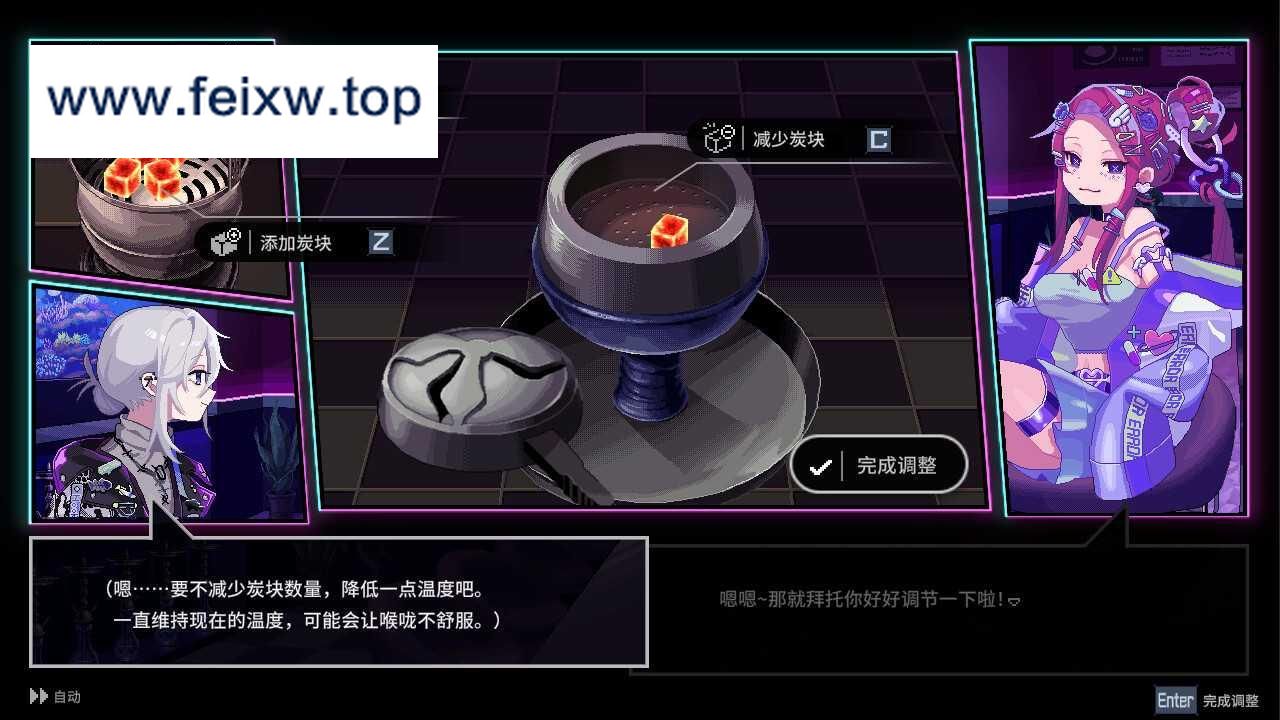 www.feixw.top
减少炭块 C
添加炭块 Z
完成调整
（嗯……要不减少炭块数量，降低一点温度吧。
一直维持现在的温度，可能会让喉咙不舒服。）
嗯嗯~那就拜托你好好调节一下啦！
自动
Enter 完成调整